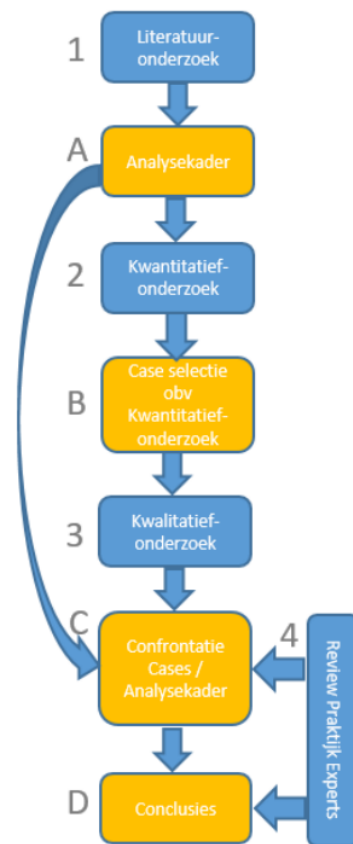 1
Literatuur-
onderzoek
A
Analysekader
2
Kwantitatief-
onderzoek
B
Case selectie
obv
Kwantitatief-
onderzoek
3
Kwalitatief-
onderzoek
C
Confrontatie
Cases /
Analysekader
4
Review Praktijk Experts
D
Conclusies